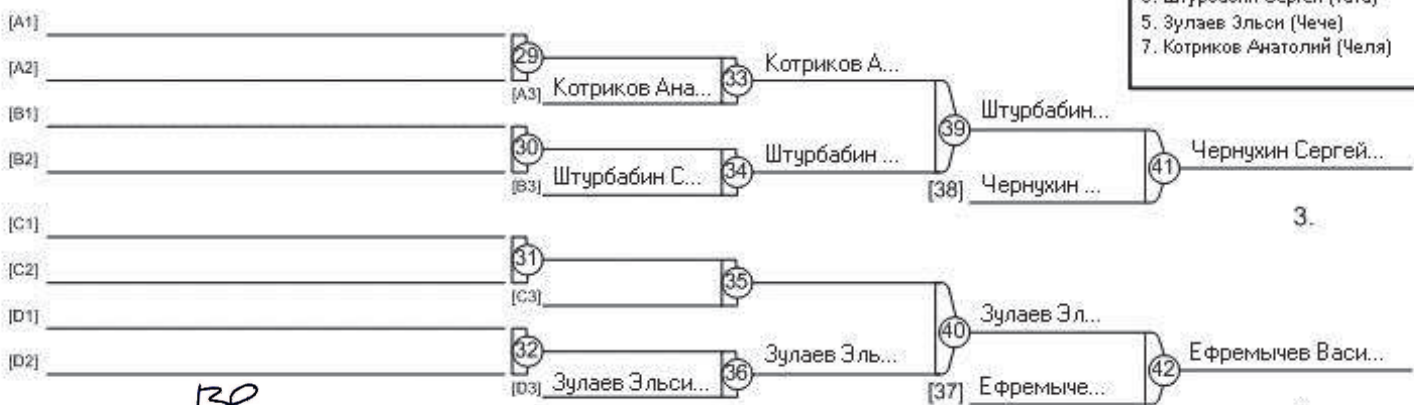 5. Зулаев Эльси (Чече)
7. Котриков Анатолий (Челя)
[A1]
[A2]
29
[A3] Котриков Ана...
33
Котриков А...
[B1]
[B2]
30
[B3] Штурбабин С...
34
Штурбабин ...
39
Штурбабин...
[38] Чернухин ...
41
Чернухин Сергей...
3.
[C1]
[C2]
31
[C3]
35
[D1]
[D2]
32
[D3] Зулаев Эльси...
36
Зулаев Эль...
40
Зулаев Эл...
[37] Ефремыче...
42
Ефремычев Васи...